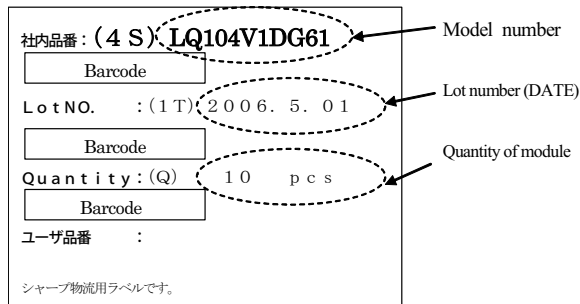 社内品番：(４Ｓ) LQ104V1DG61
Model number
Barcode
ＬｏｔNO. ：(１Ｔ) ２００６．５．０１
Lot number (DATE)
Barcode
Quantity of module
Ｑｕａｎｔｉｔｙ：(Ｑ) １０ ｐｃｓ
Barcode
ユーザ品番 ：
シャープ物流用ラベルです。